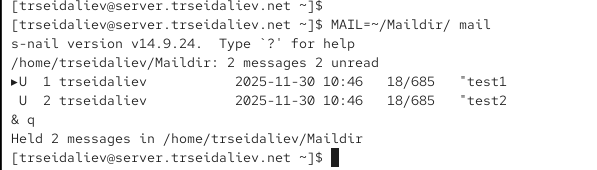 [trseidaliev@server.trseidaliev.net ~]$
[trseidaliev@server.trseidaliev.net ~]$ MAIL=~/Maildir/ mail
s-nail version v14.9.24.  Type `?' for help
/home/trseidaliev/Maildir: 2 messages 2 unread
▸U  1 trseidaliev           2025-11-30 10:46   18/685   "test1
 U  2 trseidaliev           2025-11-30 10:46   18/685   "test2
& q
Held 2 messages in /home/trseidaliev/Maildir
[trseidaliev@server.trseidaliev.net ~]$